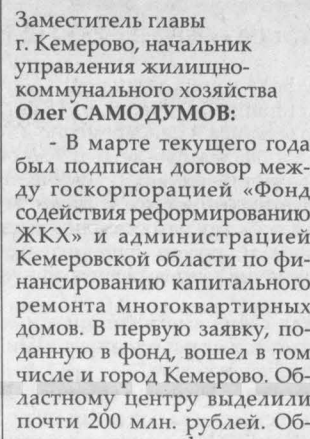 Заместитель главы
г. Кемерово, начальник
управления жилищно-
коммунального хозяйства
Олег САМОДУМОВ:
- В марте текущего года
был подписан договор меж-
ду госкорпорацией «Фонд
содействия реформированию
ЖКХ» и администрацией
Кемеровской области по фи-
нансированию капитального
ремонта многоквартирных
домов. В первую заявку, по-
данную в фонд, вошел в том
числе и город Кемерово. Об-
ластному центру выделили
почти 200 млн. рублей. Об-